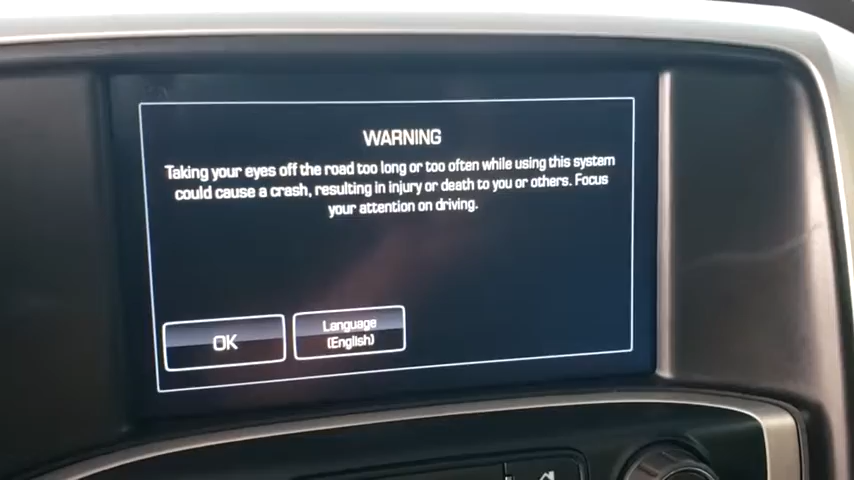 WARNING
Taking your eyes off the road too long or too often while using this system
could cause a crash, resulting in injury or death to you or others. Focus
your attention on driving.
OK
Language
(English)